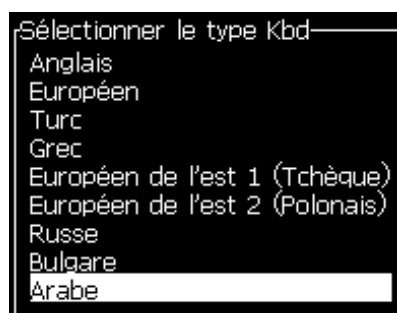 Sélectionner le type Kbd
Anglais
Européen
Turc
Grec
Européen de l'est 1 (Tchèque)
Européen de l'est 2 (Polonais)
Russe
Bulgare
Arabe